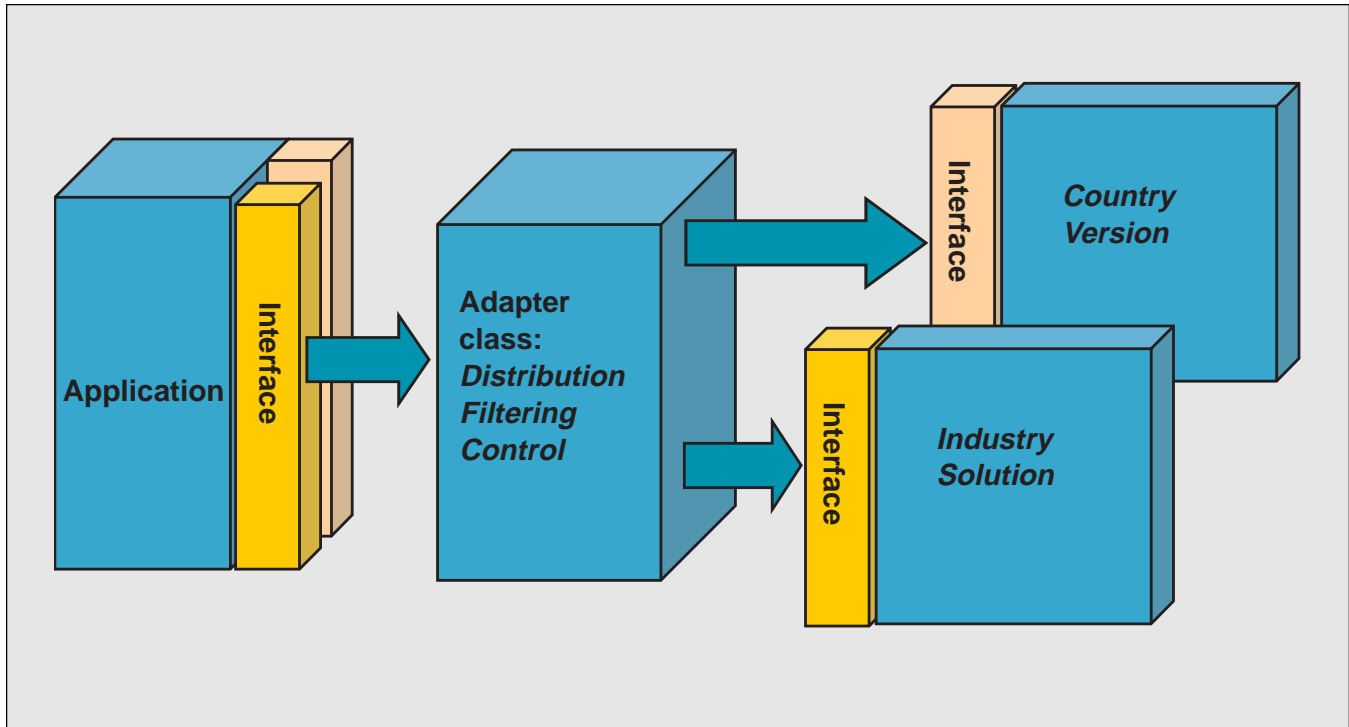 Application
Interface
Adapter
class:
Distribution
Filtering
Control
Interface
Country
Version
Interface
Industry
Solution